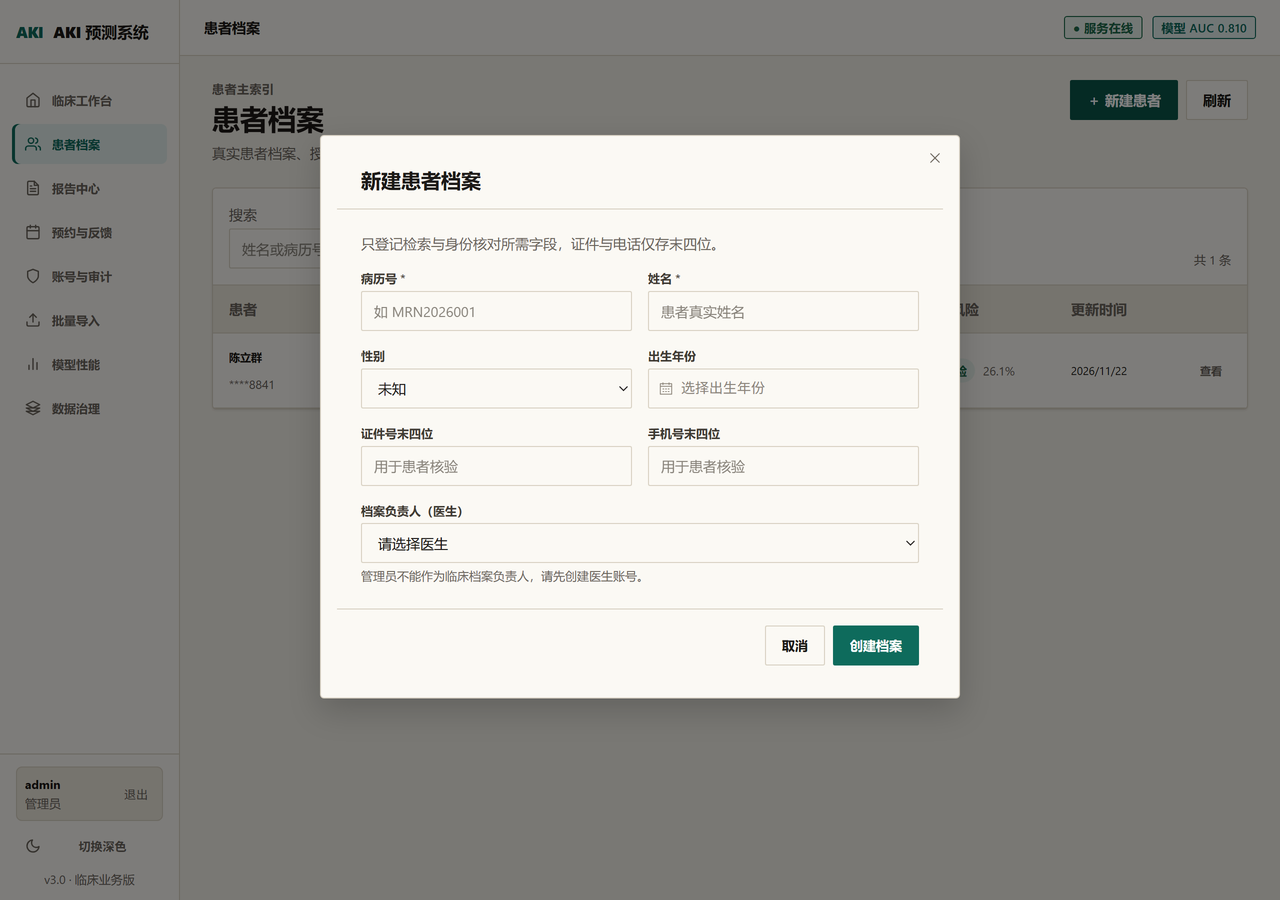 AKI AKI 预测系统
临床工作台
患者档案
报告中心
预约与反馈
账号与审计
批量导入
模型性能
数据治理
admin
管理员
退出
切换深色
v3.0 · 临床业务版
患者档案
服务在线
模型 AUC 0.810
患者主索引
患者档案
真实患者档案、授
+ 新建患者
刷新
搜索
姓名或病历号
共 1 条
患者
风险
更新时间
陈立群
****8841
险
26.1%
2026/11/22
查看
新建患者档案
只登记检索与身份核对所需字段，证件与电话仅存末四位。
病历号 *
姓名 *
如 MRN2026001
患者真实姓名
性别
出生年份
未知
选择出生年份
证件号末四位
手机号末四位
用于患者核验
用于患者核验
档案负责人（医生）
请选择医生
管理员不能作为临床档案负责人，请先创建医生账号。
取消
创建档案